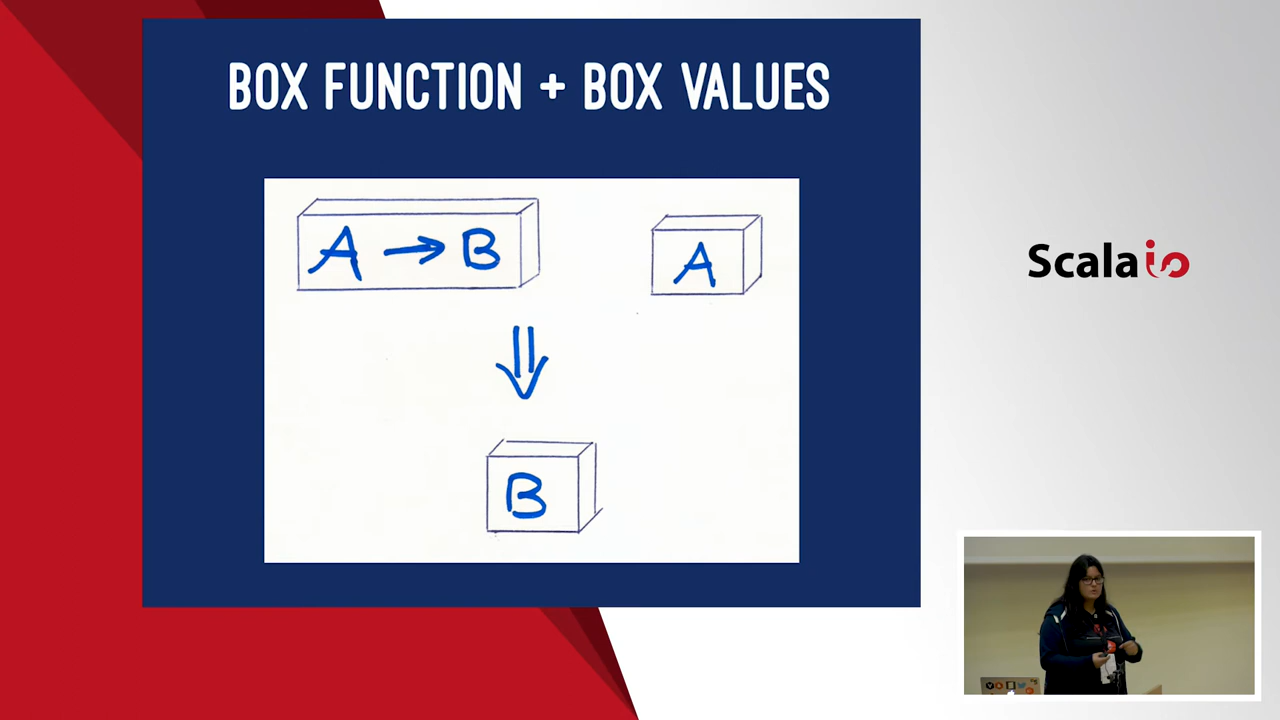 BOX FUNCTION + BOX VALUES
A → B
A
B
Scala io